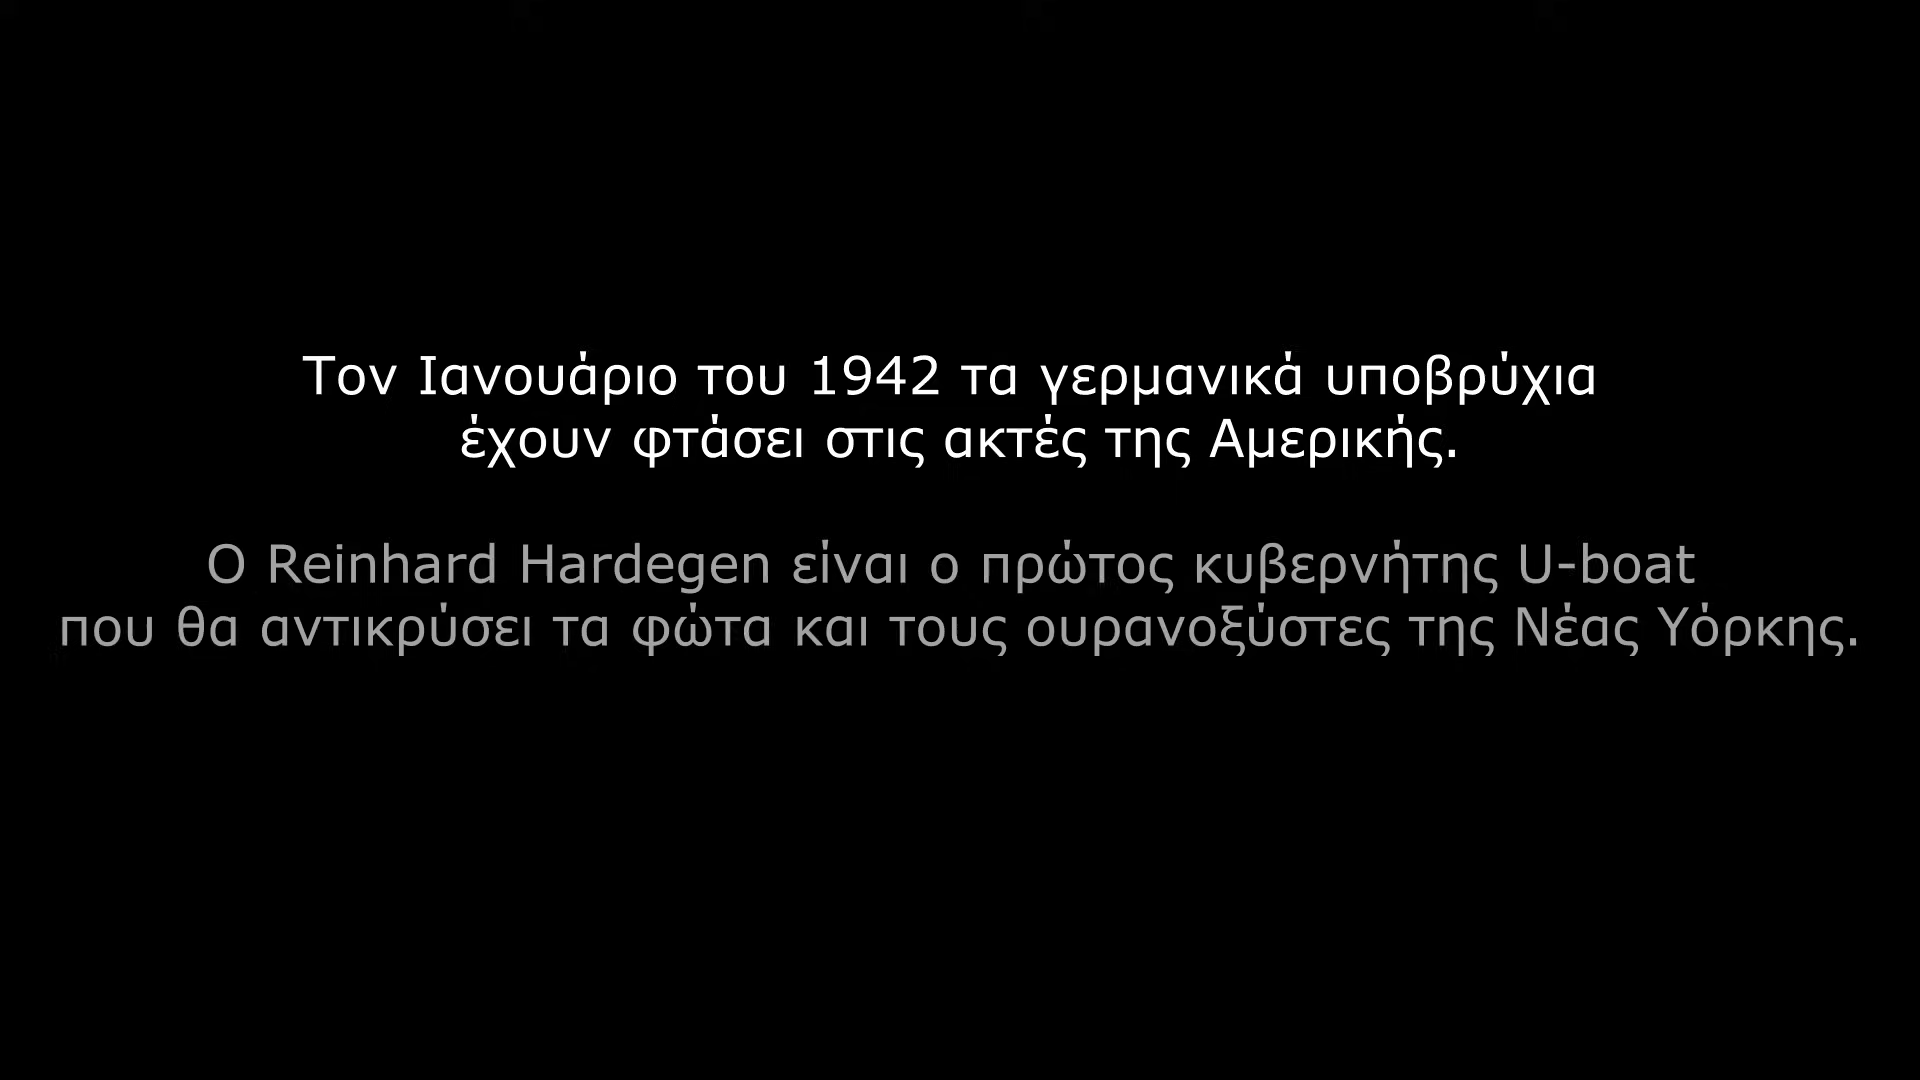 Τον Ιανουάριο του 1942 τα γερμανικά υποβρύχια
έχουν φτάσει στις ακτές της Αμερικής.
Ο Reinhard Hardegen είναι ο πρώτος κυβερνήτης U-boat
που θα αντικρύσει τα φώτα και τους ουρανοξύστες της Νέας Υόρκης.